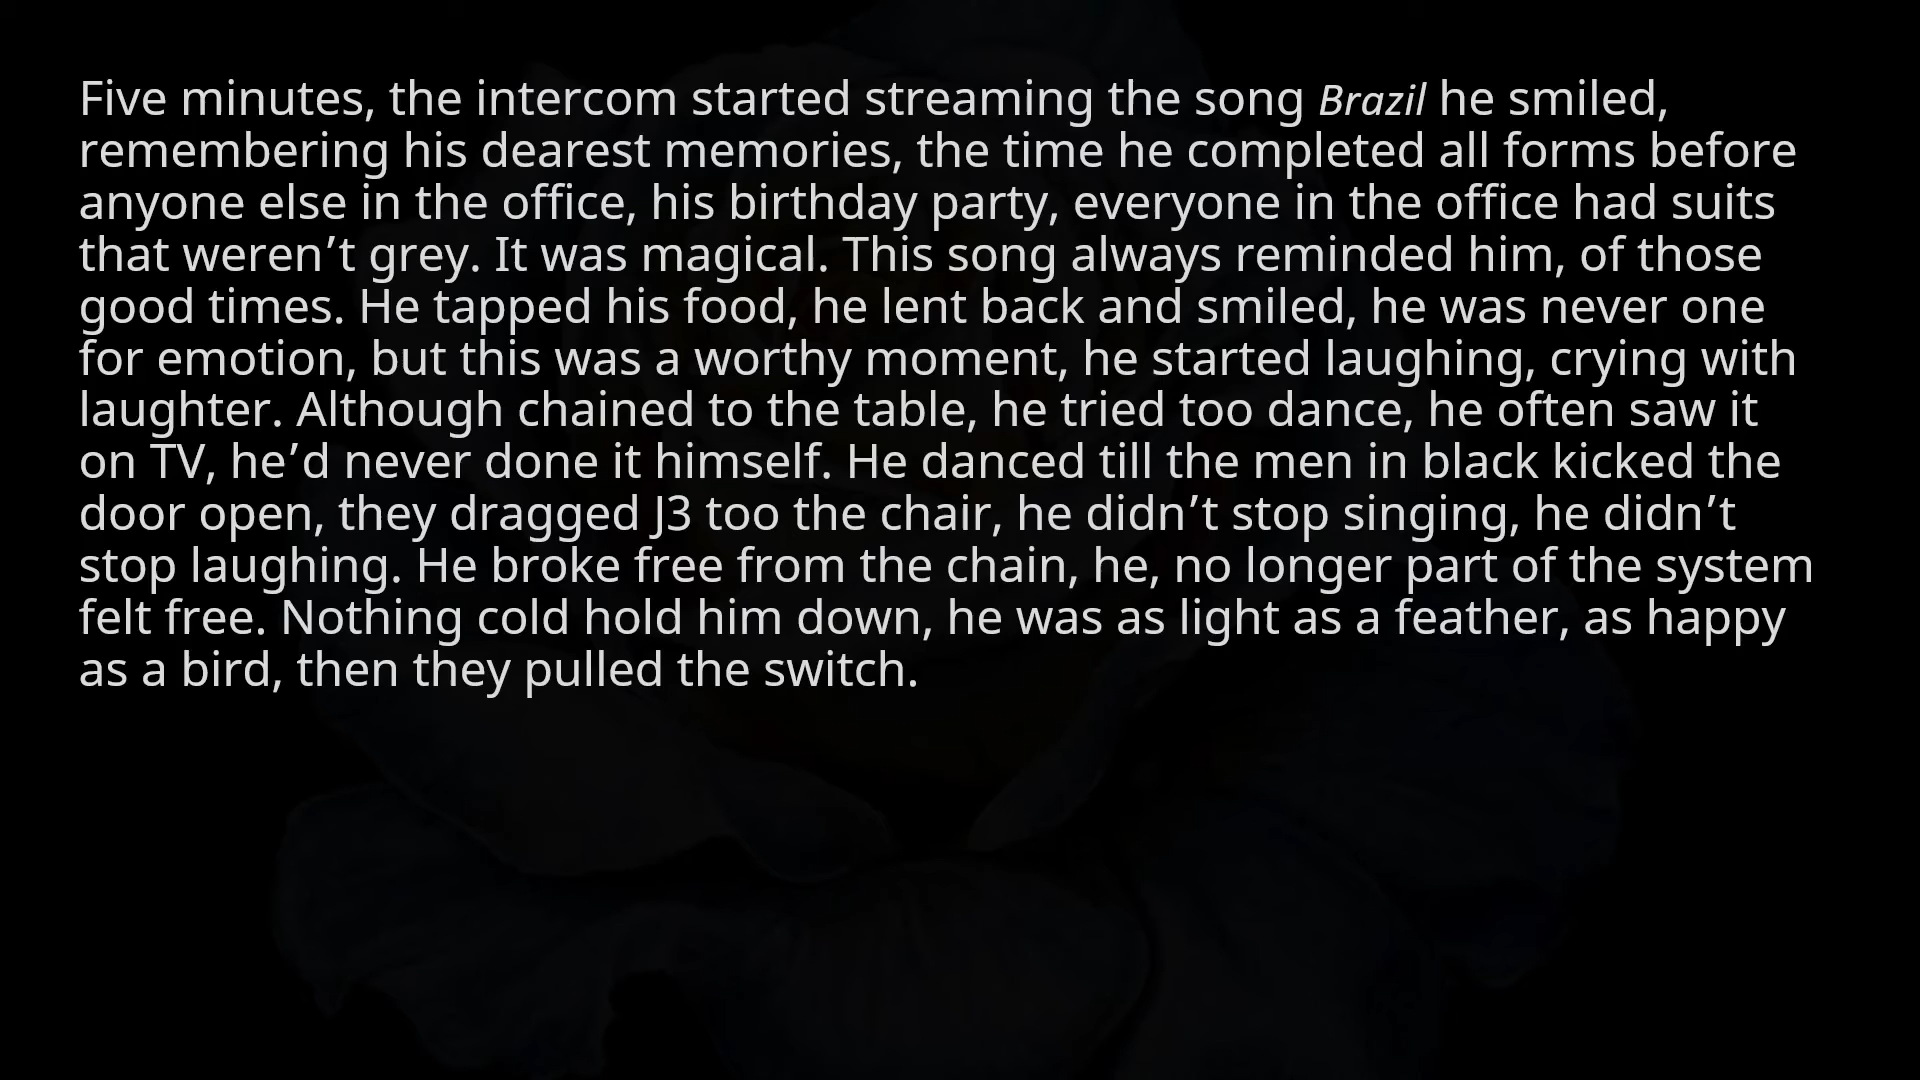 Five minutes, the intercom started streaming the song Brazil he smiled,
remembering his dearest memories, the time he completed all forms before
anyone else in the office, his birthday party, everyone in the office had suits
that weren’t grey. It was magical. This song always reminded him, of those
good times. He tapped his food, he lent back and smiled, he was never one
for emotion, but this was a worthy moment, he started laughing, crying with
laughter. Although chained to the table, he tried too dance, he often saw it
on TV, he’d never done it himself. He danced till the men in black kicked the
door open, they dragged J3 too the chair, he didn’t stop singing, he didn’t
stop laughing. He broke free from the chain, he, no longer part of the system
felt free. Nothing cold hold him down, he was as light as a feather, as happy
as a bird, then they pulled the switch.